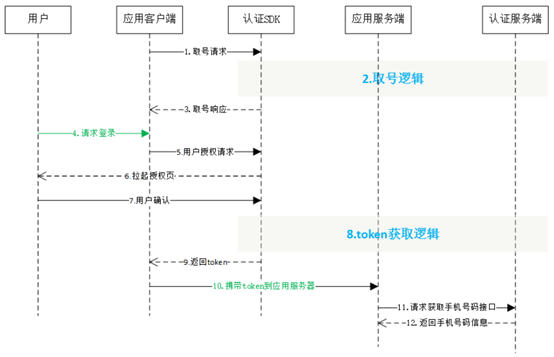 用户 应用客户端 认证SDK 应用服务端 认证服务端
1.取号请求
2.取号逻辑
3.取号响应
4.请求登录
5.用户授权请求
6.拉起授权页
7.用户确认
8.token获取逻辑
9.返回token
10.携带token到应用服务器
11.请求获取手机号码接口
12.返回手机号码信息